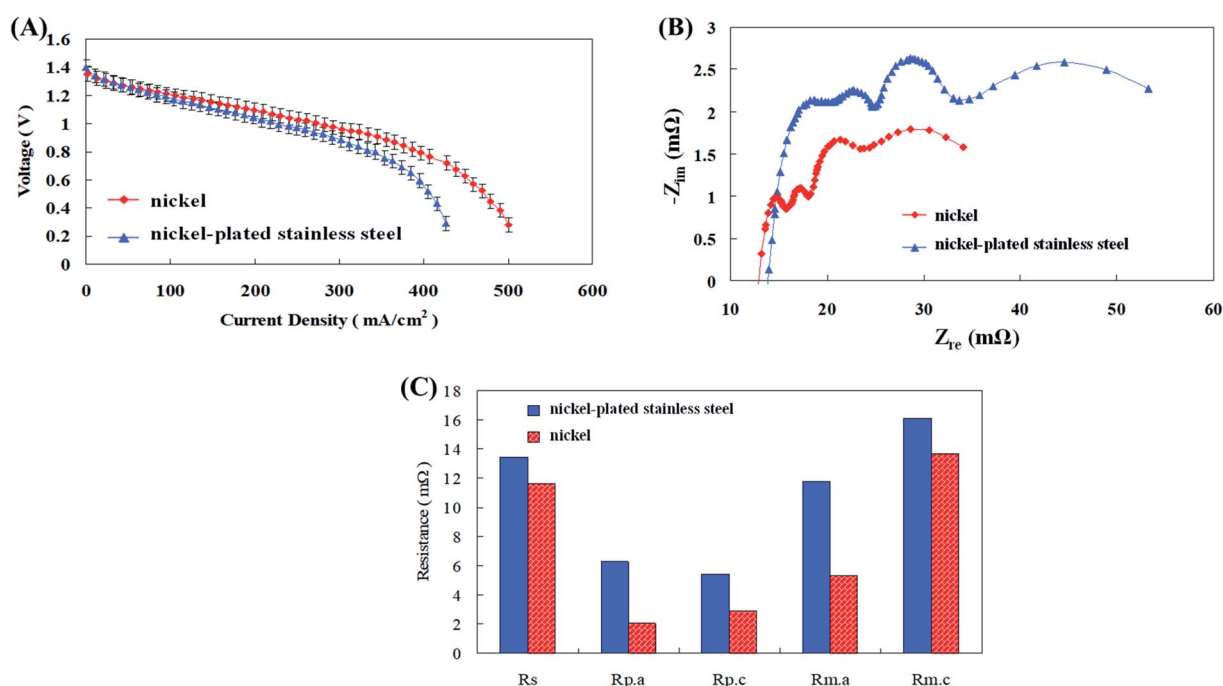 (A)
1.6
1.4
1.2
1
0.8
0.6
0.4
0.2
0
Voltage ( V )
nickel
nickel-plated stainless steel
0 100 200 300 400 500 600
Current Density ( mA/cm² )
(B)
3
2.5
2
1.5
1
0.5
0
-Zim (mΩ)
nickel
nickel-plated stainless steel
10 20 30 40 50 60
Zre (mΩ)
(C)
18
16
14
12
10
8
6
4
2
0
Resistance ( mΩ )
nickel-plated stainless steel
nickel
Rs Rp.a Rp.c Rm.a Rm.c